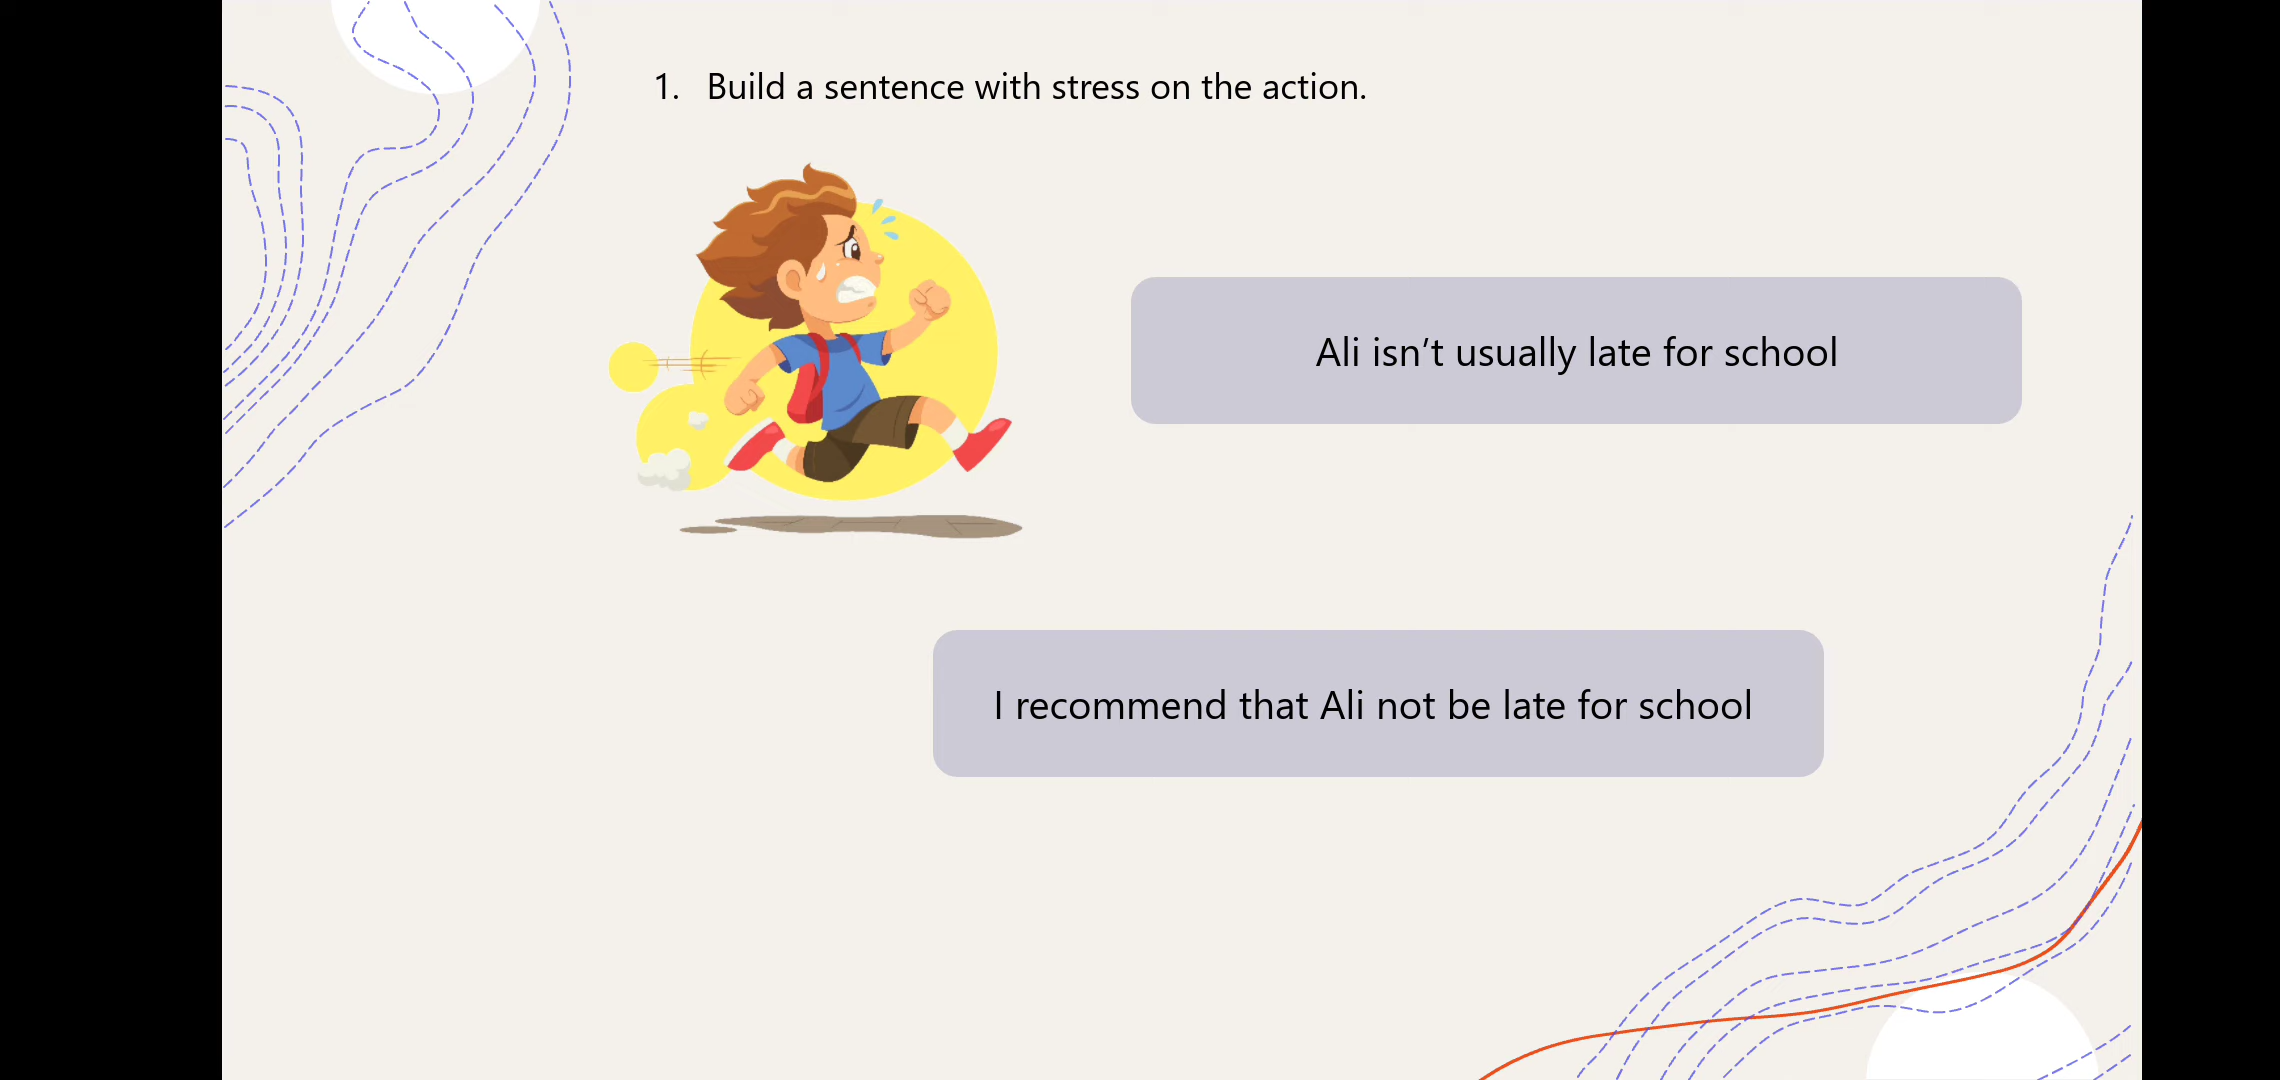 1. Build a sentence with stress on the action.
Ali isn’t usually late for school
I recommend that Ali not be late for school